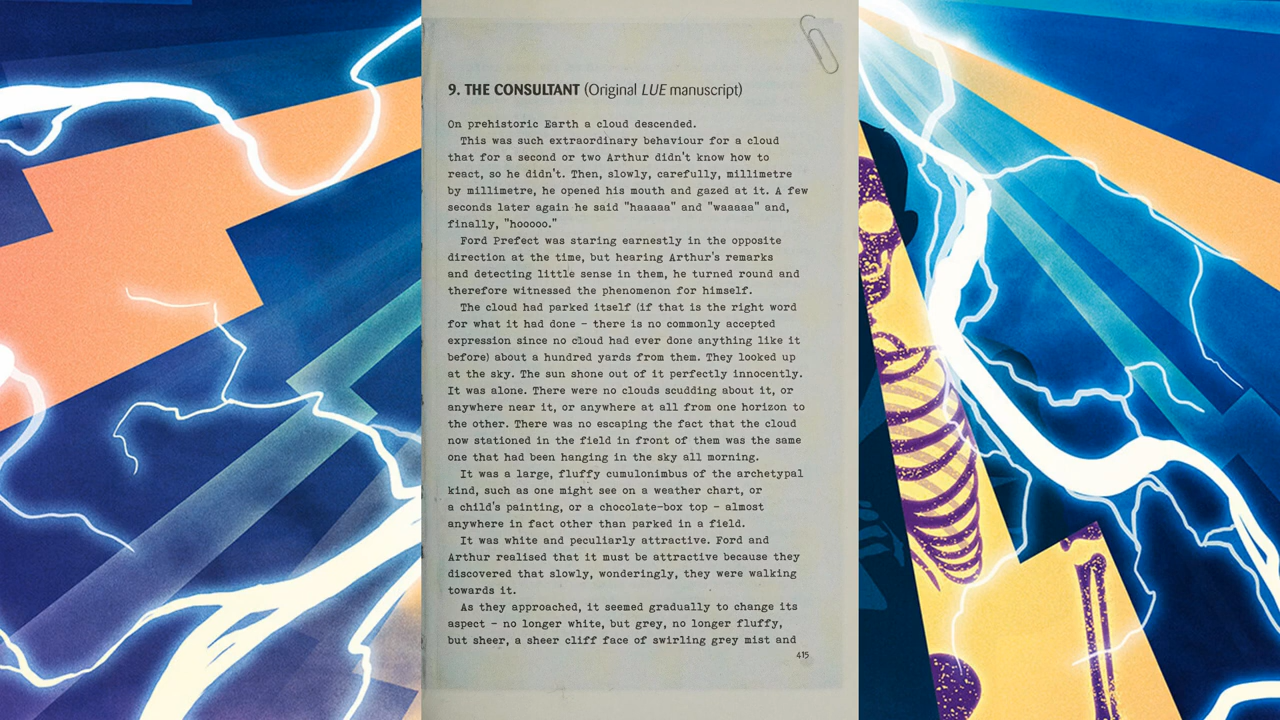 9. THE CONSULTANT (Original LUE manuscript)
On prehistoric Earth a cloud descended.
This was such extraordinary behaviour for a cloud
that for a second or two Arthur didn't know how to
react, so he didn't. Then, slowly, carefully, millimetre
by millimetre, he opened his mouth and gazed at it. A few
seconds later again he said "haaaaa" and "waaaaa" and,
finally, "hooooo."
Ford Prefect was staring earnestly in the opposite
direction at the time, but hearing Arthur's remarks
and detecting little sense in them, he turned round and
therefore witnessed the phenomenon for himself.
The cloud had parked itself (if that is the right word
for what it had done – there is no commonly accepted
expression since no cloud had ever done anything like it
before) about a hundred yards from them. They looked up
at the sky. The sun shone out of it perfectly innocently.
It was alone. There were no clouds scudding about it, or
anywhere near it, or anywhere at all from one horizon to
the other. There was no escaping the fact that the cloud
now stationed in the field in front of them was the same
one that had been hanging in the sky all morning.
It was a large, fluffy cumulonimbus of the archetypal
kind, such as one might see on a weather chart, or
a child's painting, or a chocolate-box top – almost
anywhere in fact other than parked in a field.
It was white and peculiarly attractive. Ford and
Arthur realised that it must be attractive because they
discovered that slowly, wonderingly, they were walking
towards it.
As they approached, it seemed gradually to change its
aspect – no longer white, but grey, no longer fluffy,
but sheer, a sheer cliff face of swirling grey mist and
415